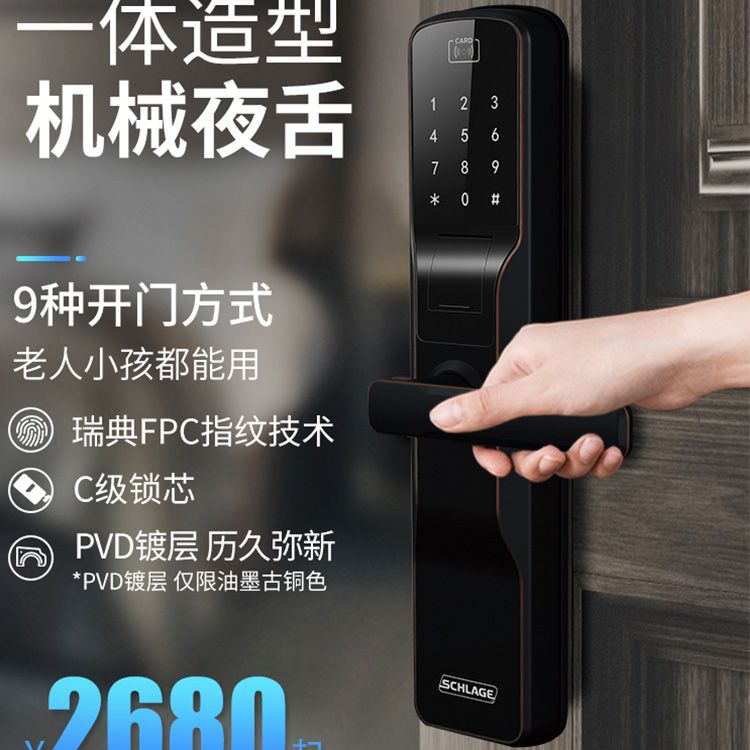 一体造型
机械夜舌
CARD
1 2 3
4 5 6
7 8 9
* 0 #
9种开门方式
老人小孩都能用
瑞典FPC指纹技术
C级锁芯
PVD镀层 历久弥新
*PVD镀层 仅限油墨古铜色
SCHLAGE
¥2680起